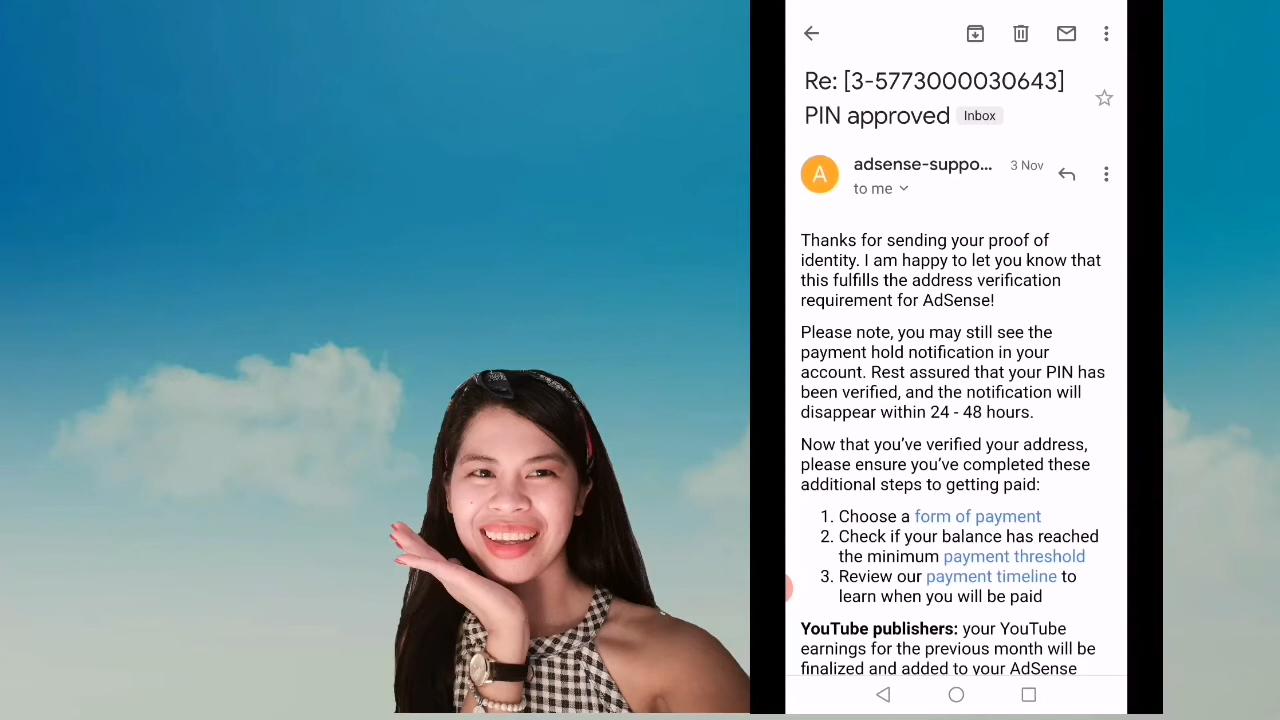 Re: [3-5773000030643]
PIN approved Inbox
adsense-suppo... 3 Nov
to me
A
Thanks for sending your proof of
identity. I am happy to let you know that
this fulfills the address verification
requirement for AdSense!
Please note, you may still see the
payment hold notification in your
account. Rest assured that your PIN has
been verified, and the notification will
disappear within 24 - 48 hours.
Now that you’ve verified your address,
please ensure you’ve completed these
additional steps to getting paid:
1. Choose a form of payment
2. Check if your balance has reached
the minimum payment threshold
3. Review our payment timeline to
learn when you will be paid
YouTube publishers: your YouTube
earnings for the previous month will be
finalized and added to your AdSense